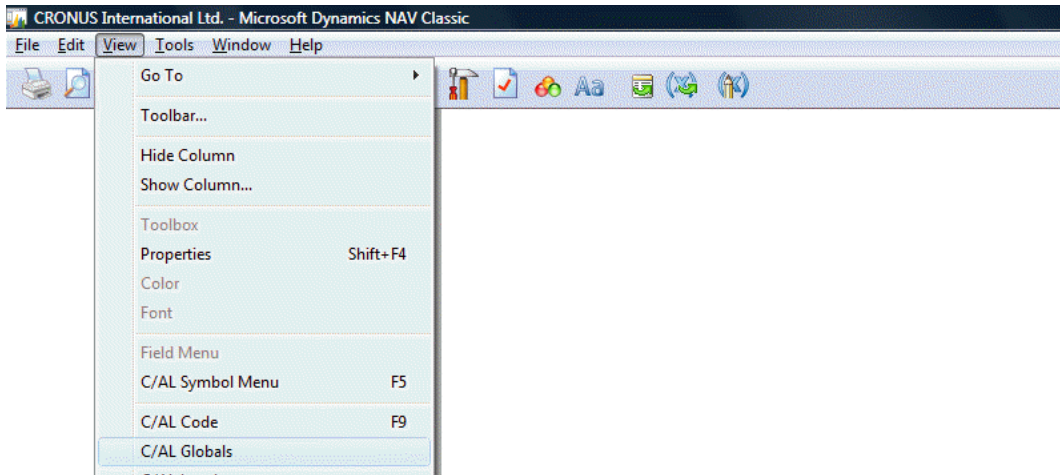 CRONUS International Ltd. - Microsoft Dynamics NAV Classic
File Edit View Tools Window Help
Go To
Aa
Toolbar...
Hide Column
Show Column...
Toolbox
Properties Shift+F4
Color
Font
Field Menu
C/AL Symbol Menu F5
C/AL Code F9
C/AL Globals